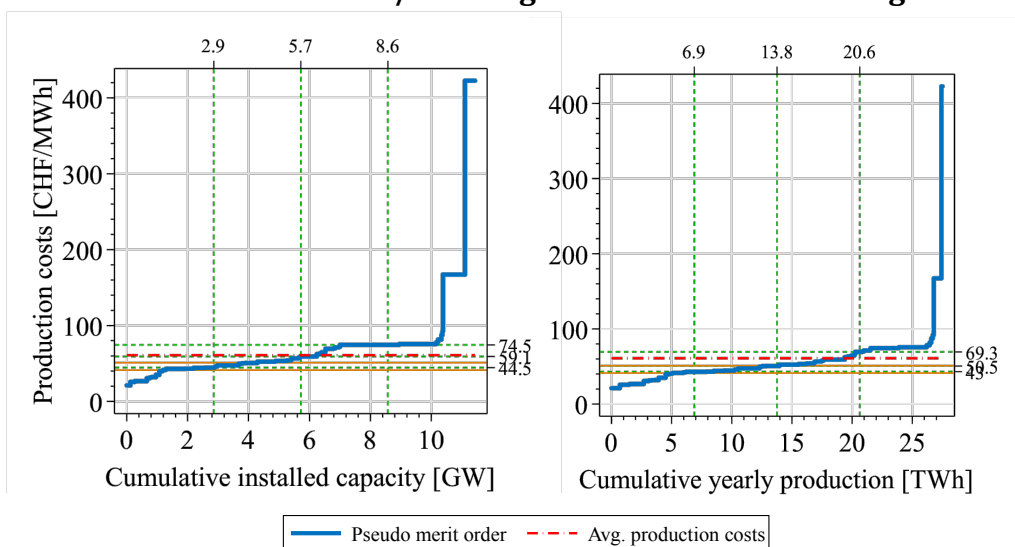 2.9 5.7 8.6
400
300
200
100
0
74.5
59.1
44.5
0 2 4 6 8 10
Production costs [CHF/MWh]
Cumulative installed capacity [GW]
6.9 13.8 20.6
400
300
200
100
0
69.3
50.5
43
0 5 10 15 20 25
Cumulative yearly production [TWh]
Pseudo merit order Avg. production costs